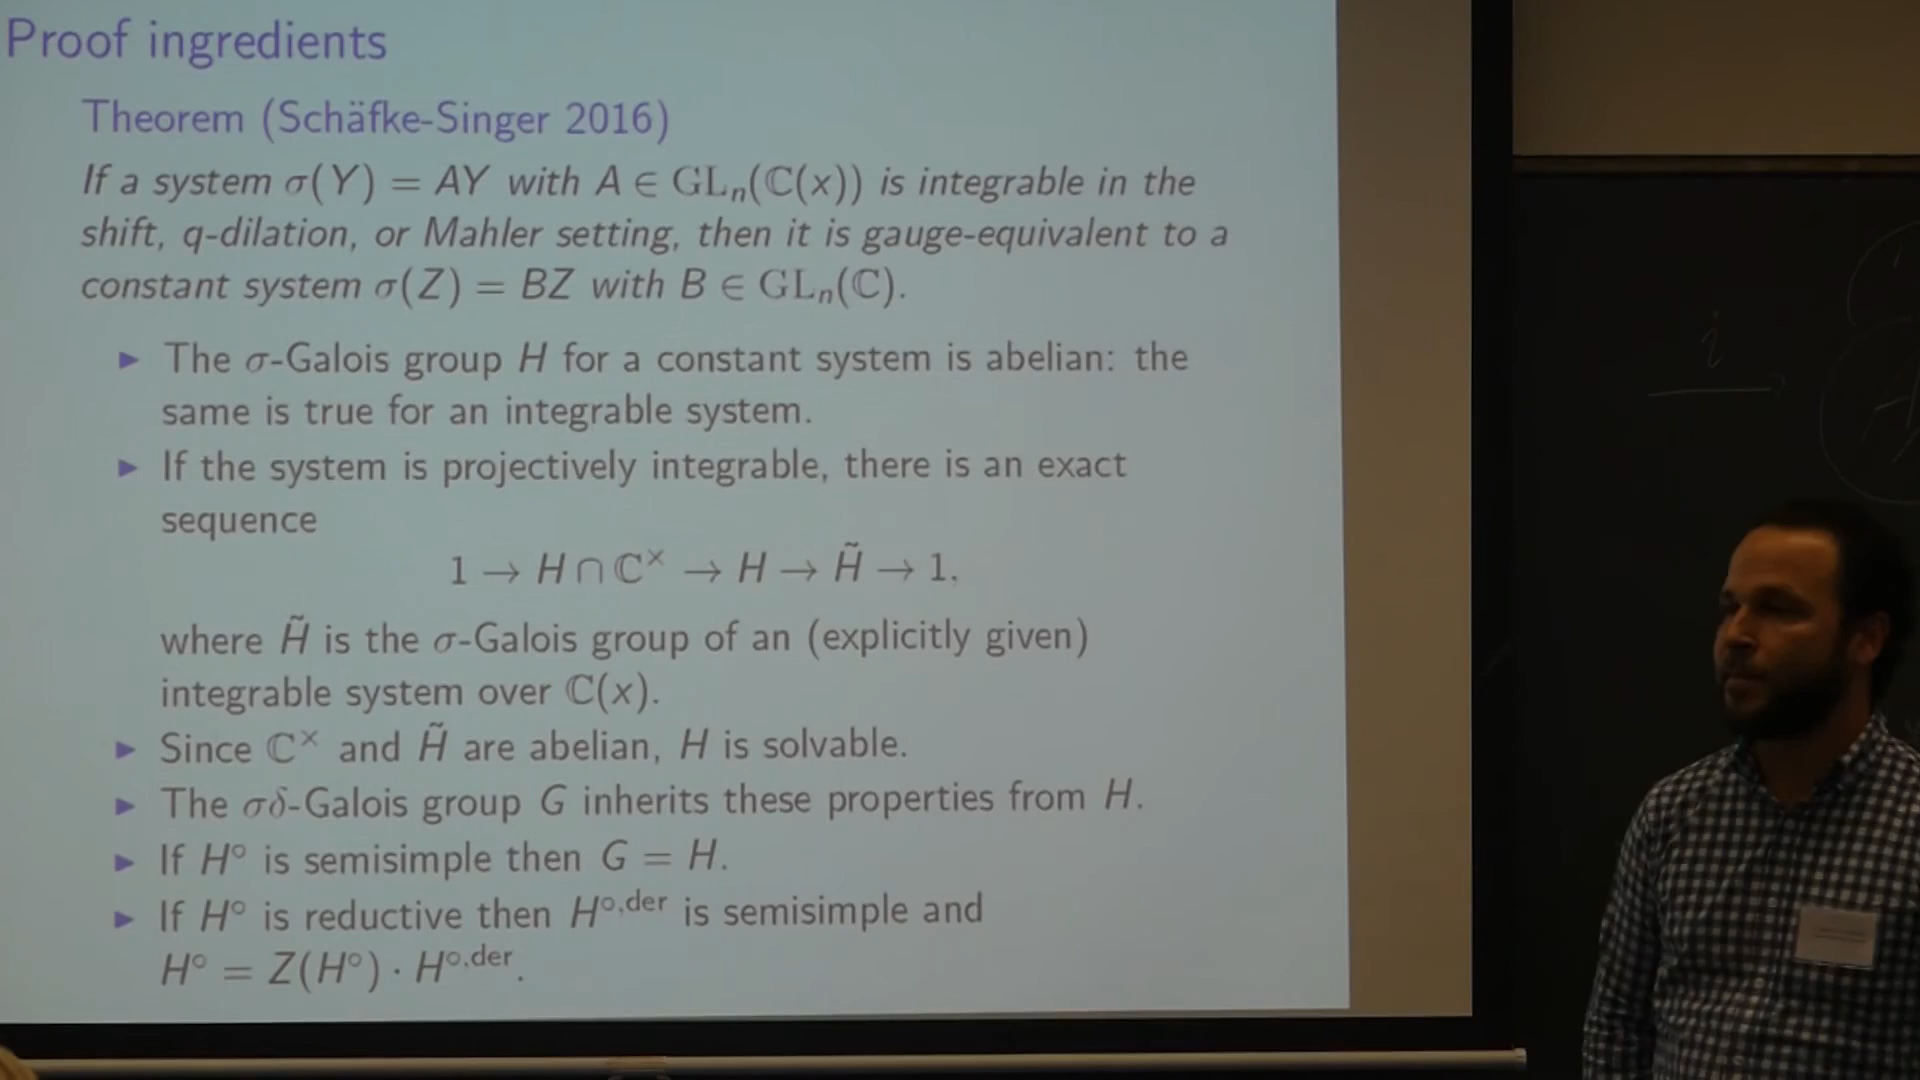 Proof ingredients
Theorem (Schäfke-Singer 2016)
If a system σ(Y) = AY with A ∈ GLₙ(ℂ(x)) is integrable in the
shift, q-dilation, or Mahler setting, then it is gauge-equivalent to a
constant system σ(Z) = BZ with B ∈ GLₙ(ℂ).
▶ The σ-Galois group H for a constant system is abelian: the
same is true for an integrable system.
▶ If the system is projectively integrable, there is an exact
sequence
1 → H ∩ ℂ^× → H → H̃ → 1,
where H̃ is the σ-Galois group of an (explicitly given)
integrable system over ℂ(x).
▶ Since ℂ^× and H̃ are abelian, H is solvable.
▶ The σδ-Galois group G inherits these properties from H.
▶ If H° is semisimple then G = H.
▶ If H° is reductive then H°,der is semisimple and
H° = Z(H°) · H°,der.
i